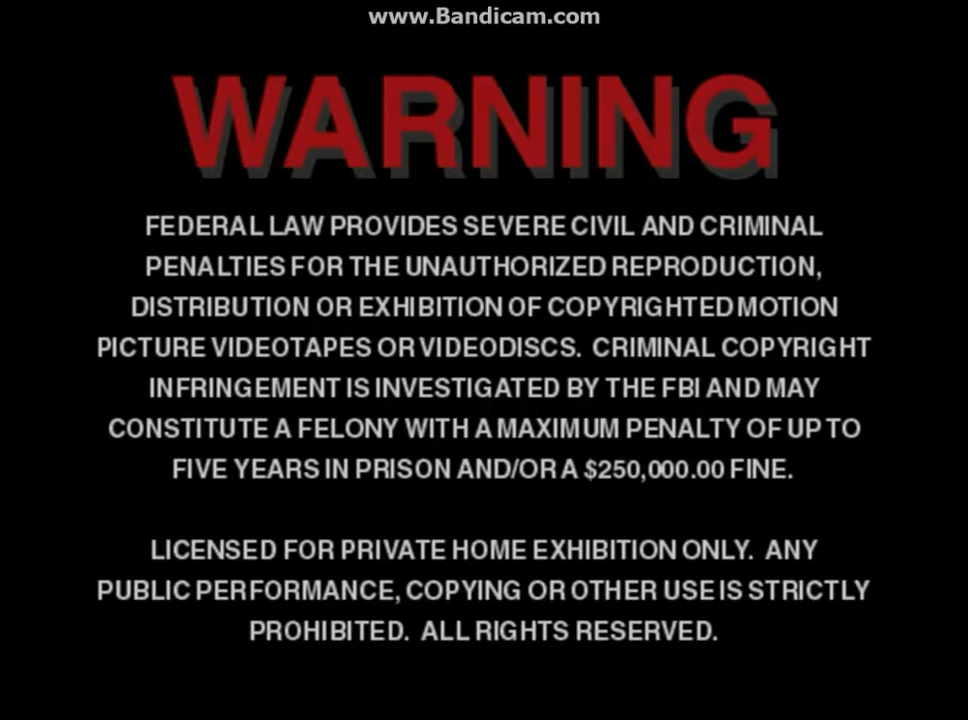 www.Bandicam.com
WARNING
FEDERAL LAW PROVIDES SEVERE CIVIL AND CRIMINAL
PENALTIES FOR THE UNAUTHORIZED REPRODUCTION,
DISTRIBUTION OR EXHIBITION OF COPYRIGHTED MOTION
PICTURE VIDEOTAPES OR VIDEODISCS. CRIMINAL COPYRIGHT
INFRINGEMENT IS INVESTIGATED BY THE FBI AND MAY
CONSTITUTE A FELONY WITH A MAXIMUM PENALTY OF UP TO
FIVE YEARS IN PRISON AND/OR A $250,000.00 FINE.
LICENSED FOR PRIVATE HOME EXHIBITION ONLY. ANY
PUBLIC PERFORMANCE, COPYING OR OTHER USE IS STRICTLY
PROHIBITED. ALL RIGHTS RESERVED.